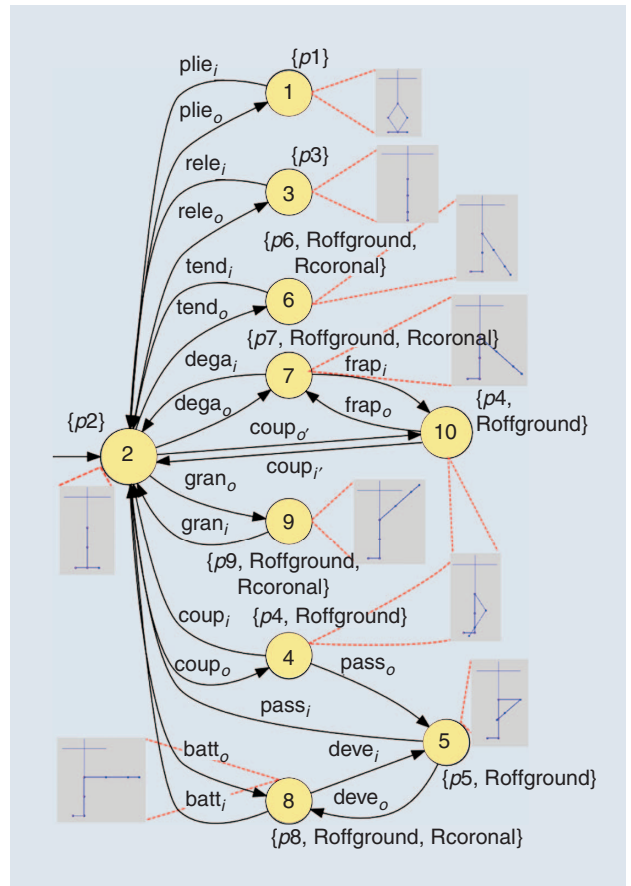 {p1}
plie_i
1
plie_o
{p3}
rele_i
3
rele_o
{p6, Roffground,
Rcoronal}
tend_i
6
tend_o
{p7, Roffground, Rcoronal}
dega_i
7
frap_i
dega_o
frap_o
{p4,
Roffground}
10
{p2}
2
coup_o'
coup_i'
gran_o
9
gran_i
{p9, Roffground,
Rcoronal}
{p4, Roffground}
coup_i
4
coup_o
pass_o
pass_i
5
{p5, Roffground}
batt_o
deve_i
8
batt_i
deve_o
{p8, Roffground, Rcoronal}